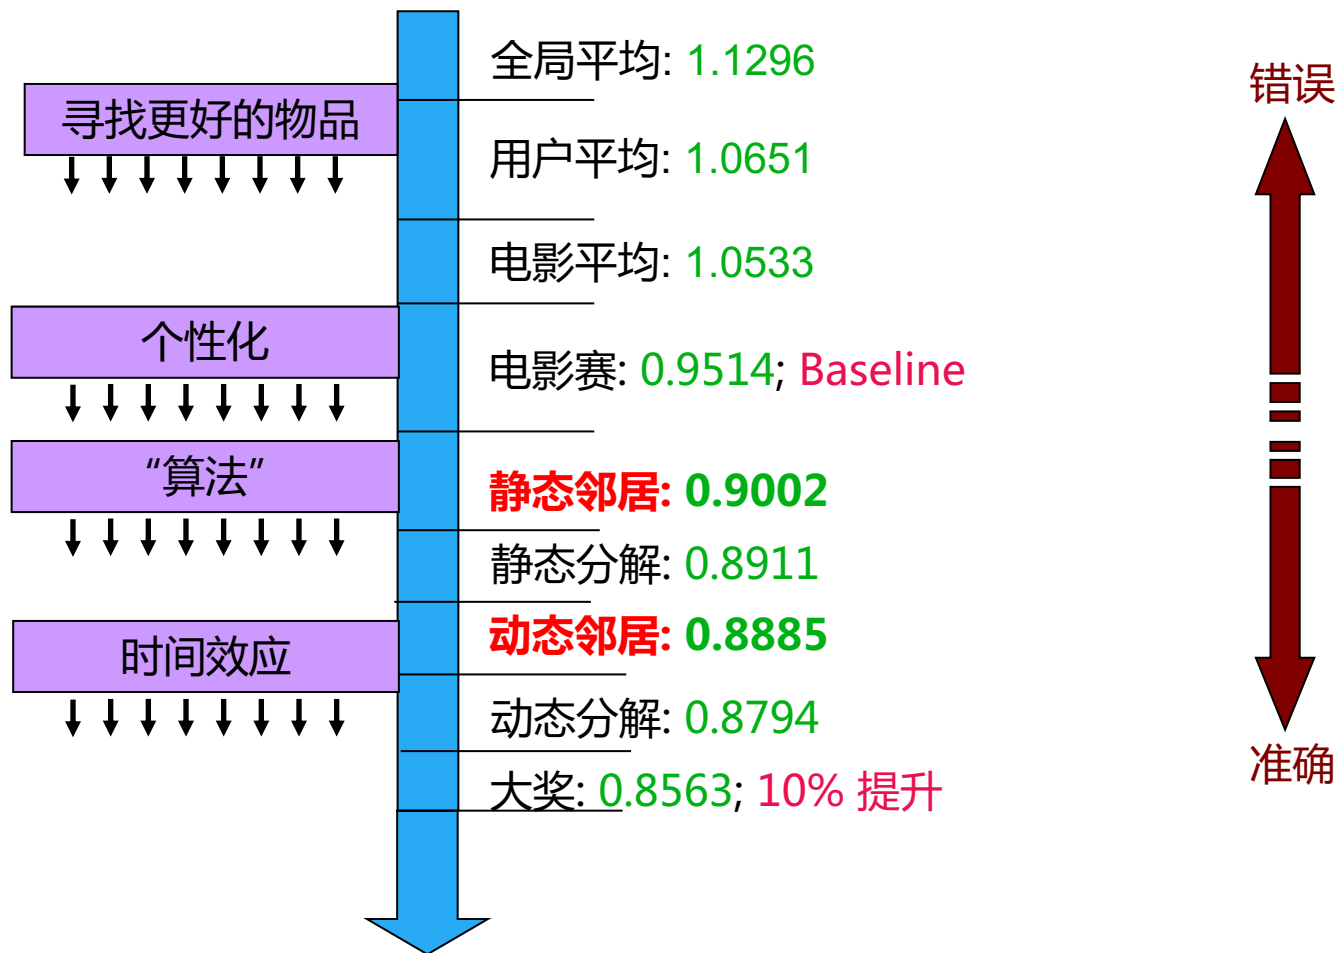 全局平均: 1.1296
错误
寻找更好的物品
用户平均: 1.0651
电影平均: 1.0533
个性化
电影赛: 0.9514; Baseline
“算法”
静态邻居: 0.9002
静态分解: 0.8911
动态邻居: 0.8885
时间效应
动态分解: 0.8794
准确
大奖: 0.8563; 10% 提升